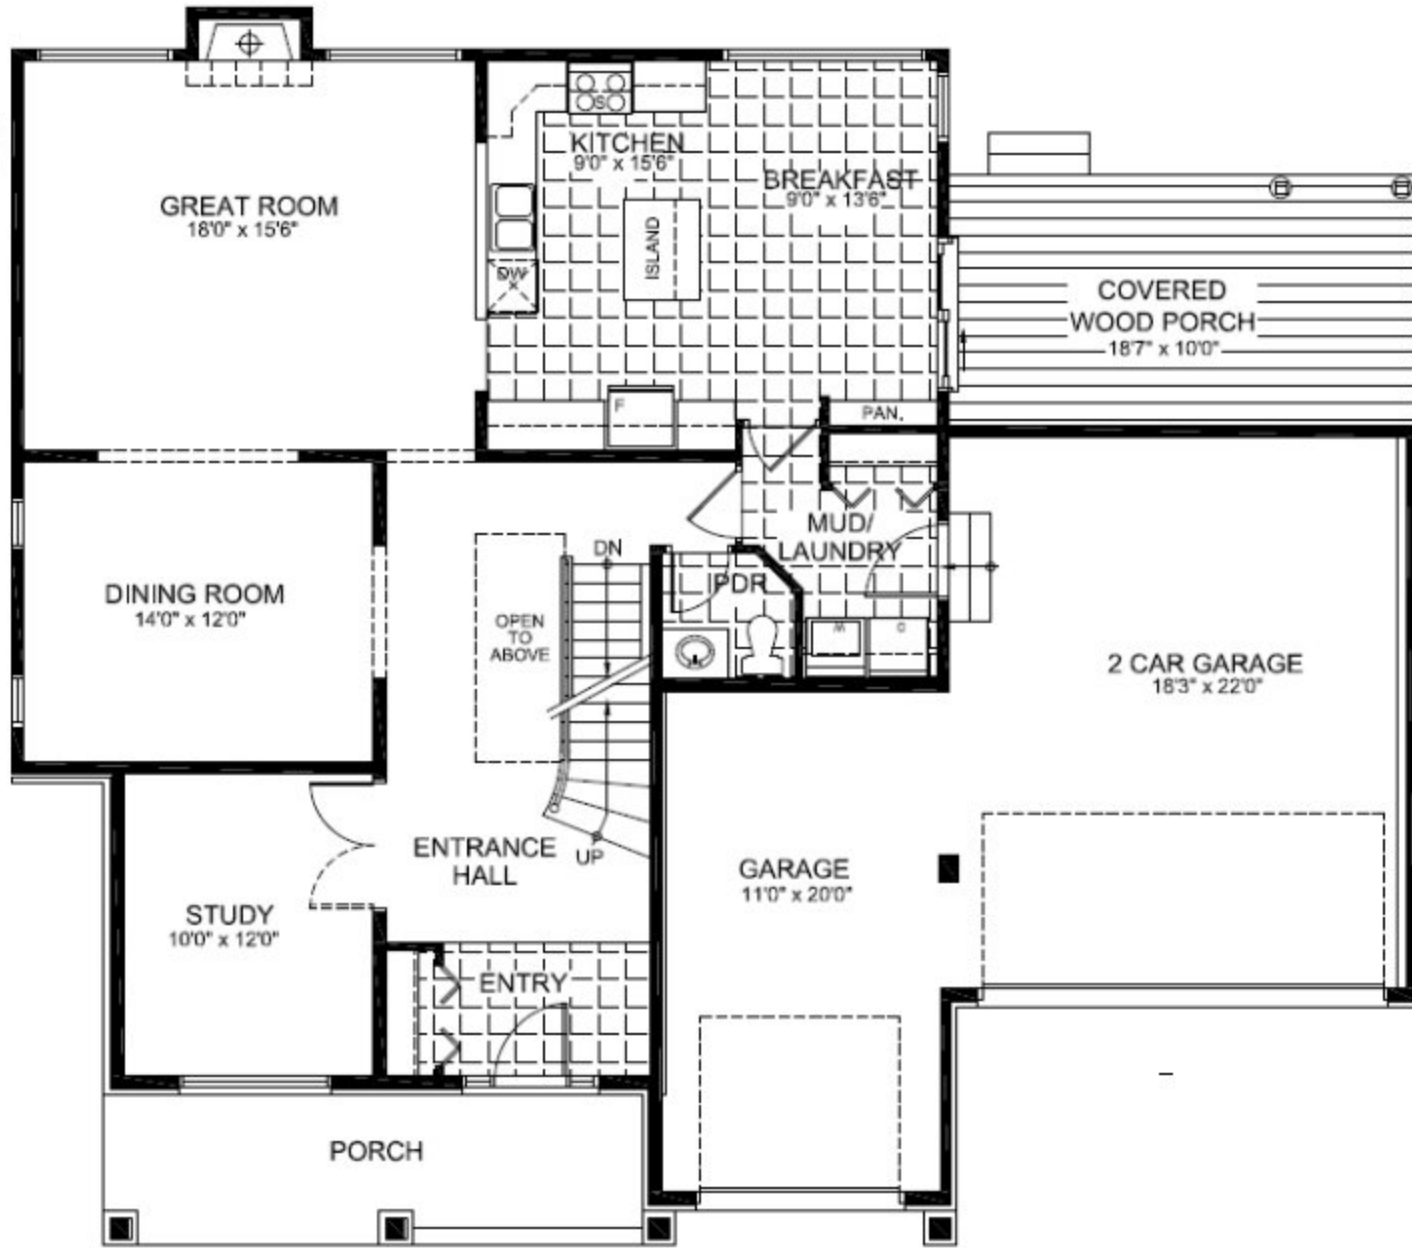 S
KITCHEN
9'0" x 15'6"
BREAKFAST
9'0" x 13'6"
GREAT ROOM
18'0" x 15'6"
ISLAND
DW
COVERED
WOOD PORCH
18'7" x 10'0"
F
PAN.
MUD/
LAUNDRY
DN
PDR
DINING ROOM
14'0" x 12'0"
OPEN
TO
ABOVE
W
D
2 CAR GARAGE
18'3" x 22'0"
ENTRANCE
HALL
UP
GARAGE
11'0" x 20'0"
STUDY
10'0" x 12'0"
ENTRY
PORCH